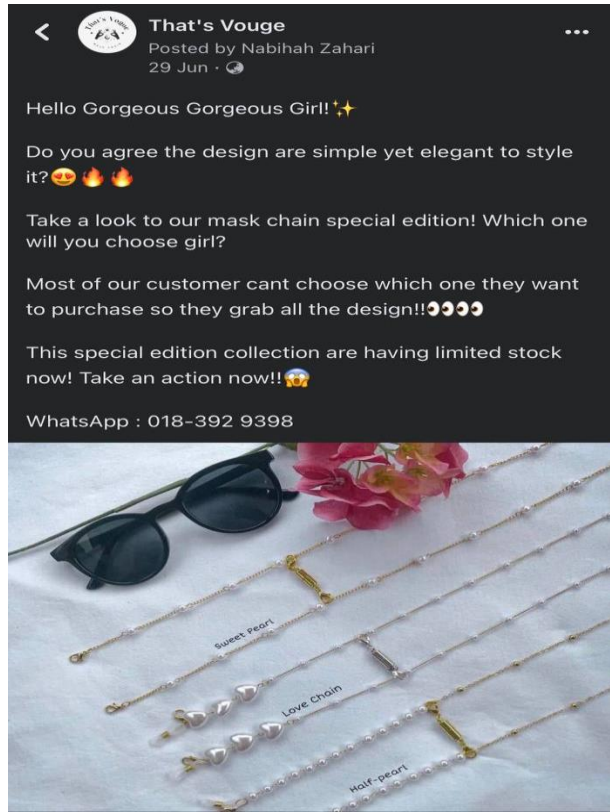 That's Vouge
That's Vouge
Posted by Nabihah Zahari
29 Jun ·
Hello Gorgeous Gorgeous Girl!✨
Do you agree the design are simple yet elegant to style
it?😍🔥🔥
Take a look to our mask chain special edition! Which one
will you choose girl?
Most of our customer cant choose which one they want
to purchase so they grab all the design!!👀👀
This special edition collection are having limited stock
now! Take an action now!!😱
WhatsApp : 018-392 9398
Sweet Pearl
Love Chain
Half-pearl